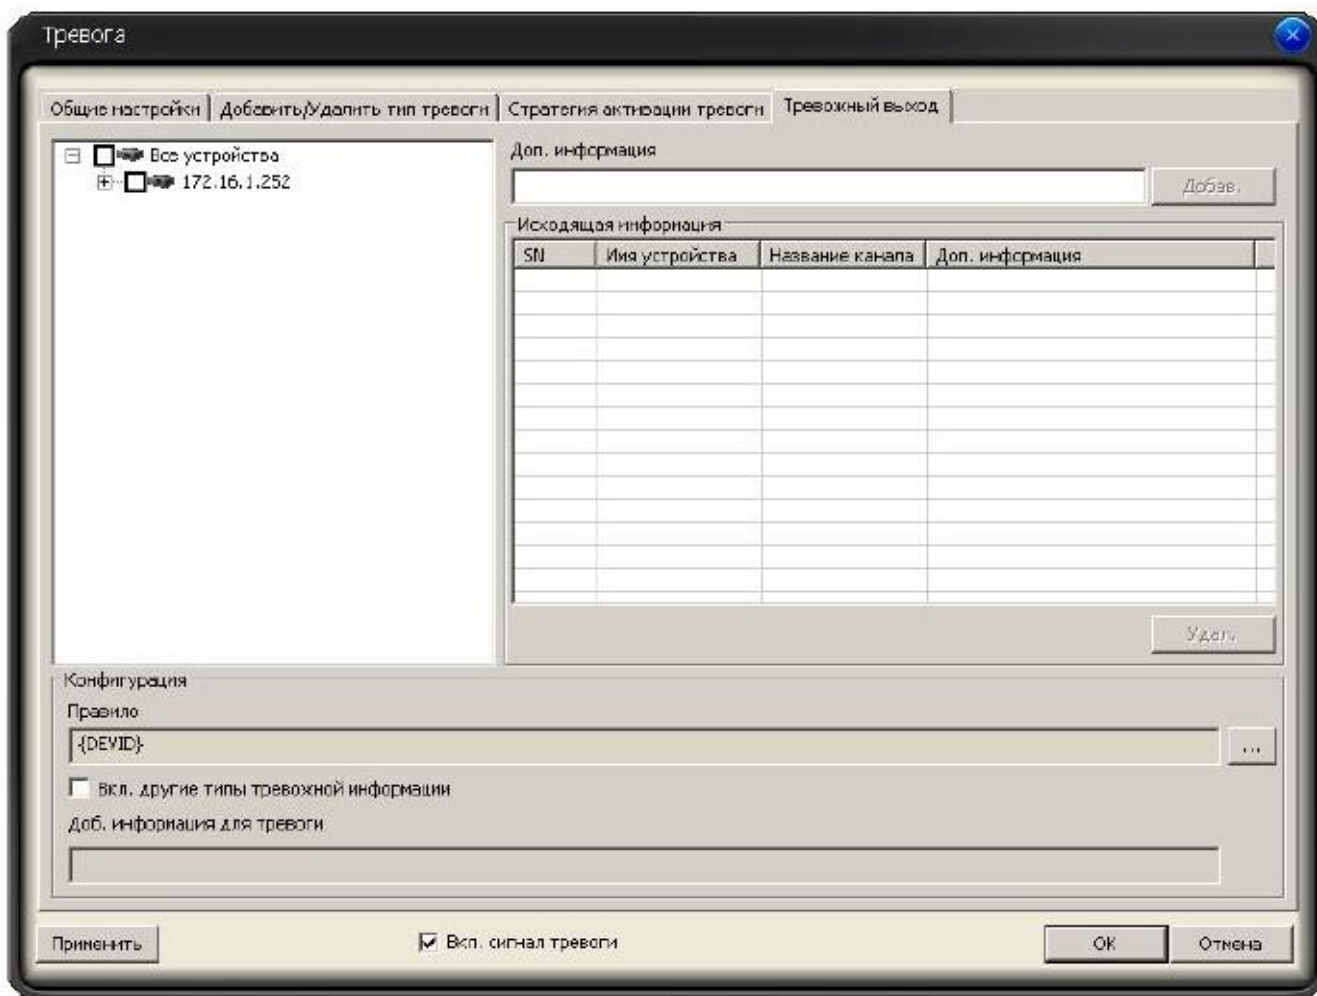 Тревога
Общие настройки
Добавить/Удалить тип тревоги
Стратегия активации тревоги
Тревожный выход
Все устройства
172.16.1.252
Доп. информация
Добав.
Исходящая информация
SN
Имя устройства
Название канала
Доп. информация
Удал.
Конфигурация
Правило
{DEVID}
...
Вкл. другие типы тревожной информации
Доб. информация для тревоги
Применить
Вкл. сигнал тревоги
OK
Отмена